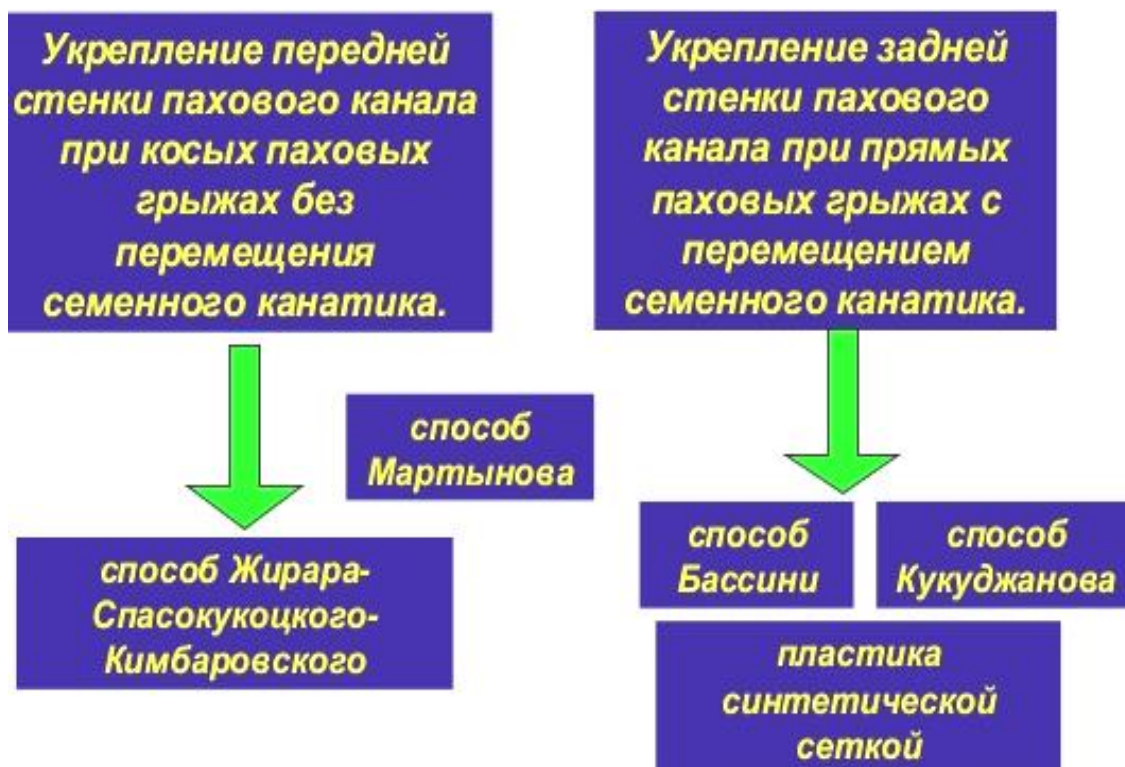 Укрепление передней
стенки пахового канала
при косых паховых
грыжах без
перемещения
семенного канатика.
Укрепление задней
стенки пахового
канала при прямых
паховых грыжах с
перемещением
семенного канатика.
способ
Мартынова
способ Жирара-
Спасокукоцкого-
Кимбаровского
способ
Бассини
способ
Кукуджанова
пластика
синтетической
сеткой